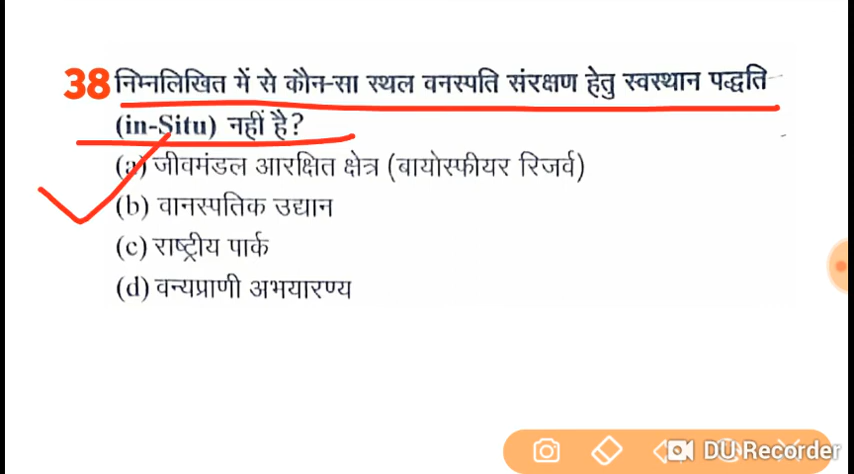 38 निम्नलिखित में से कौन-सा स्थल वनस्पति संरक्षण हेतु स्वस्थान पद्धति
(in-Situ) नहीं है?
(a) जीवमंडल आरक्षित क्षेत्र (बायोस्फीयर रिजर्व)
(b) वानस्पतिक उद्यान
(c) राष्ट्रीय पार्क
(d) वन्यप्राणी अभयारण्य
DU Recorder